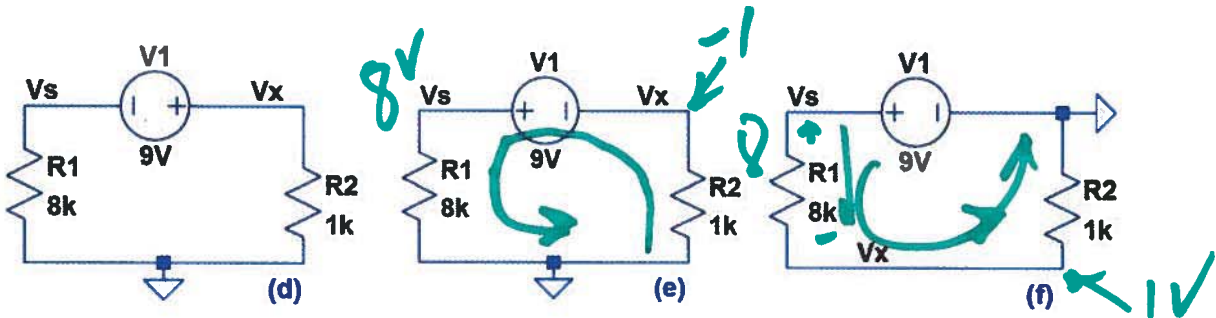 V1
Vs
Vx
9V
R1
8k
R2
1k
(d)
8V
-1
V1
Vs
Vx
+
-
9V
R1
8k
R2
1k
(e)
V1
Vs
+
-
9V
8
+
R1
8k
-
Vx
R2
1k
(f)
1V